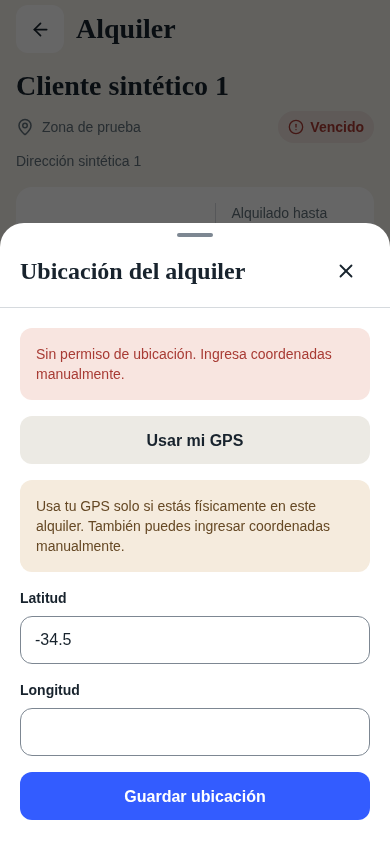 Alquiler
Cliente sintético 1
Zona de prueba
Vencido
Dirección sintética 1
Alquilado hasta
Ubicación del alquiler
Sin permiso de ubicación. Ingresa coordenadas
manualmente.
Usar mi GPS
Usa tu GPS solo si estás físicamente en este
alquiler. También puedes ingresar coordenadas
manualmente.
Latitud
-34.5
Longitud
Guardar ubicación